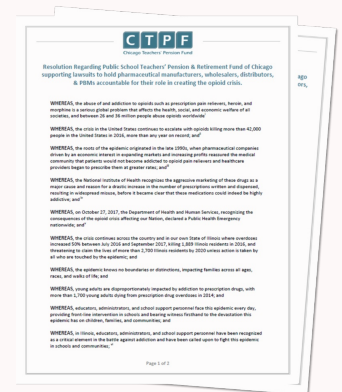 CTPF
Chicago Teachers' Pension Fund
Resolution Regarding Public School Teachers' Pension & Retirement Fund of Chicago
supporting lawsuits to hold pharmaceutical manufacturers, wholesalers, distributors,
& PBMs accountable for their role in creating the opioid crisis.
WHEREAS, the abuse of and addiction to opioids such as prescription pain relievers, heroin, and
morphine is a serious global problem that affects the health, social, and economic welfare of all
societies, and between 26 and 36 million people abuse opioids worldwide
WHEREAS, the crisis in the United States continues to escalate with opioids killing more than 42,000
people in the United States in 2016, more than any year on record; and
WHEREAS, the roots of the epidemic originated in the late 1990s, when pharmaceutical companies
driven by an economic interest in expanding markets and increasing profits reassured the medical
community that patients would not become addicted to opioid pain relievers and healthcare
providers began to prescribe them at greater rates; and
WHEREAS, the National Institute of Health recognizes the aggressive marketing of these drugs as a
major cause and reason for a drastic increase in the number of prescriptions written and dispensed,
resulting in widespread misuse, before it became clear that these medications could indeed be highly
addictive; and
WHEREAS, on October 27, 2017, the Department of Health and Human Services, recognizing the
consequences of the opioid crisis affecting our Nation, declared a Public Health Emergency
nationwide; and
WHEREAS, the crisis continues across the country and in our own State of Illinois where overdoses
increased 50% between July 2016 and September 2017, killing 1,889 Illinois residents in 2016, and
threatening to claim the lives of more than 2,700 Illinois residents by 2020 unless action is taken by
all who are touched by the epidemic; and
WHEREAS, the epidemic knows no boundaries or distinctions, impacting families across all ages,
races, and walks of life; and
WHEREAS, young adults are disproportionately impacted by addiction to prescription drugs, with
more than 1,700 young adults dying from prescription drug overdoses in 2014; and
WHEREAS, educators, administrators, and school support personnel face this epidemic every day,
providing front-line intervention in schools and bearing witness firsthand to the devastation this
epidemic has on children, families, and communities; and
WHEREAS, in Illinois, educators, administrators, and school support personnel have been recognized
as a critical element in the battle against addiction and have been called upon to fight this epidemic
in schools and communities;
Page 1 of 2